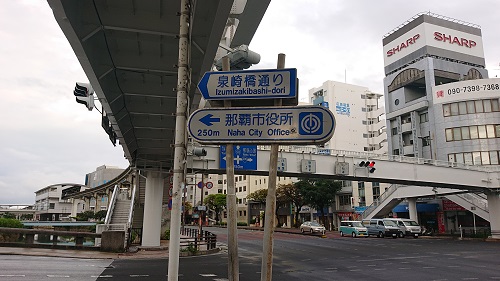 泉崎橋通り
Izumizakibashi-dori
那覇市役所
250m Naha City Office
SHARP
SHARP
090-7398-7368